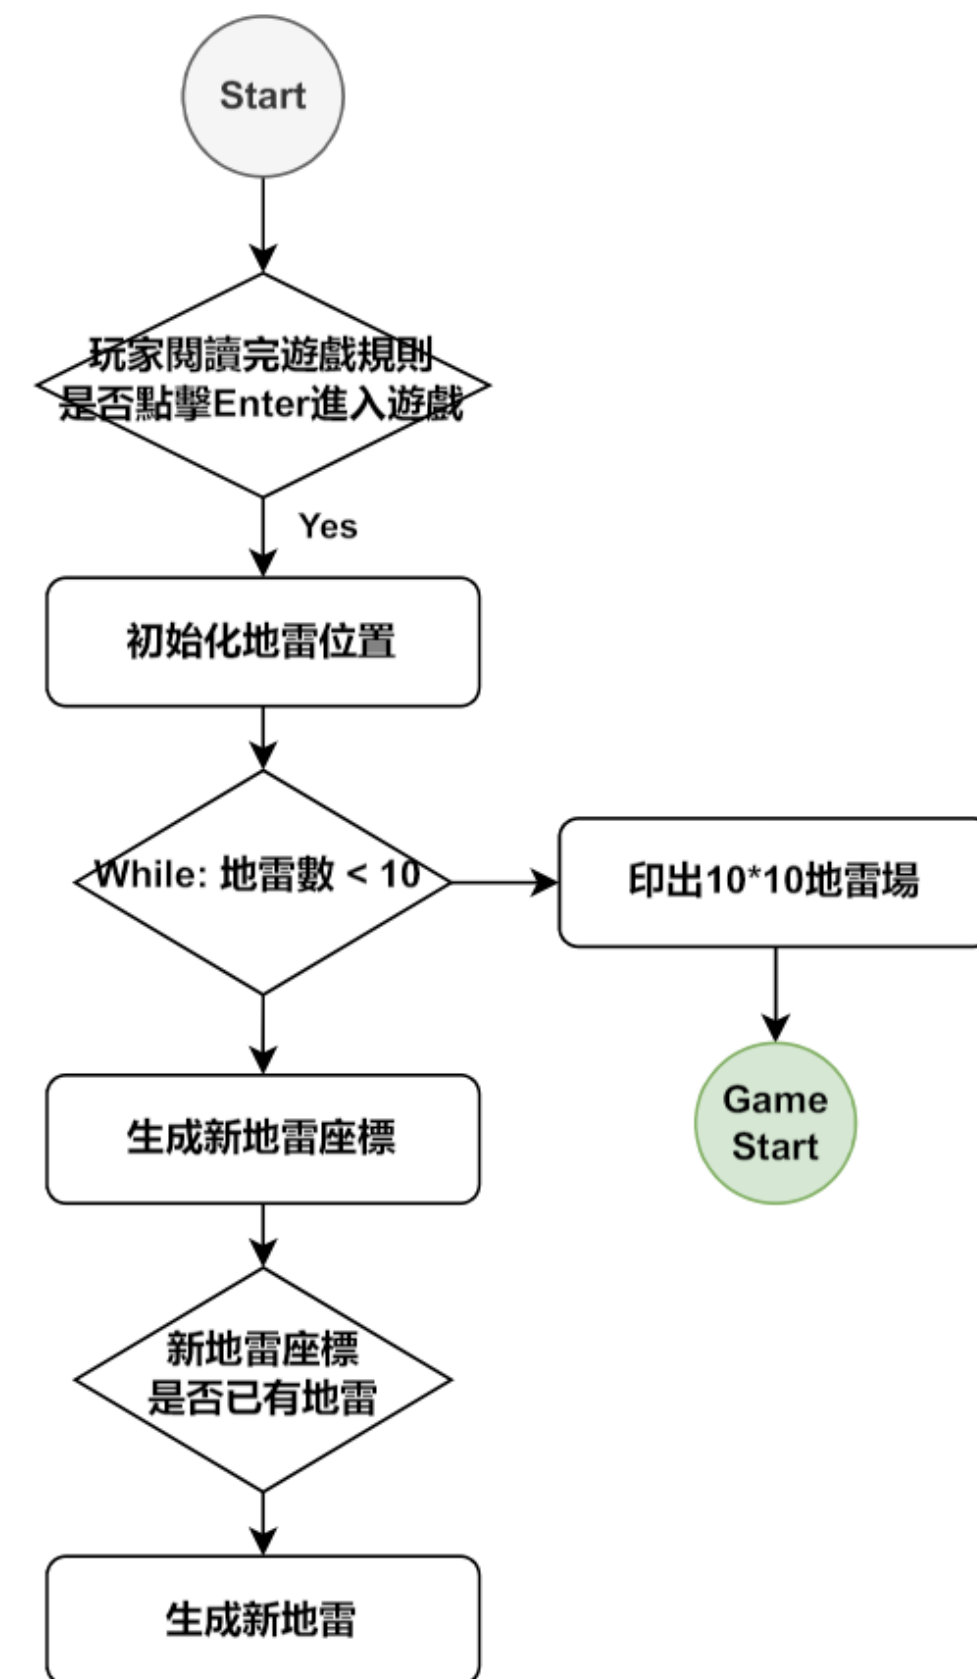 Start
玩家閱讀完遊戲規則
是否點擊Enter進入遊戲
Yes
初始化地雷位置
While: 地雷數 < 10
印出10*10地雷場
生成新地雷座標
Game
Start
新地雷座標
是否已有地雷
生成新地雷